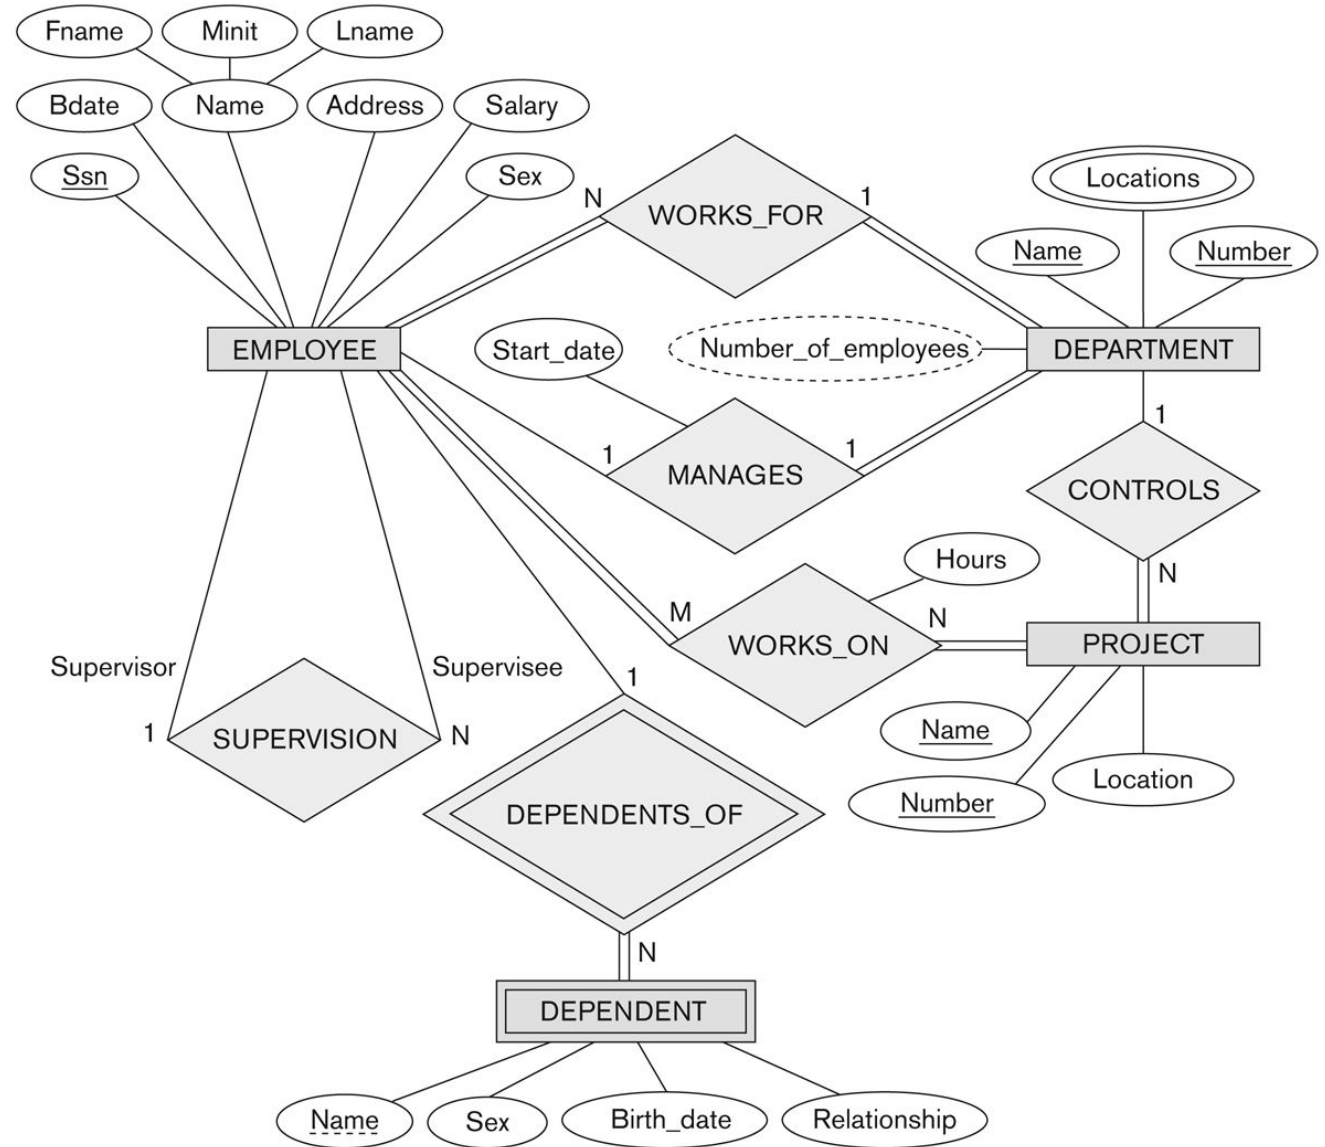 Fname
Minit
Lname
Bdate
Name
Address
Salary
Ssn
Sex
N
WORKS_FOR
1
Locations
Name
Number
EMPLOYEE
Start_date
Number_of_employees
DEPARTMENT
1
MANAGES
1
1
CONTROLS
N
Hours
M
WORKS_ON
N
PROJECT
Supervisor
Supervisee
1
SUPERVISION
N
1
Name
Number
Location
DEPENDENTS_OF
N
DEPENDENT
Name
Sex
Birth_date
Relationship